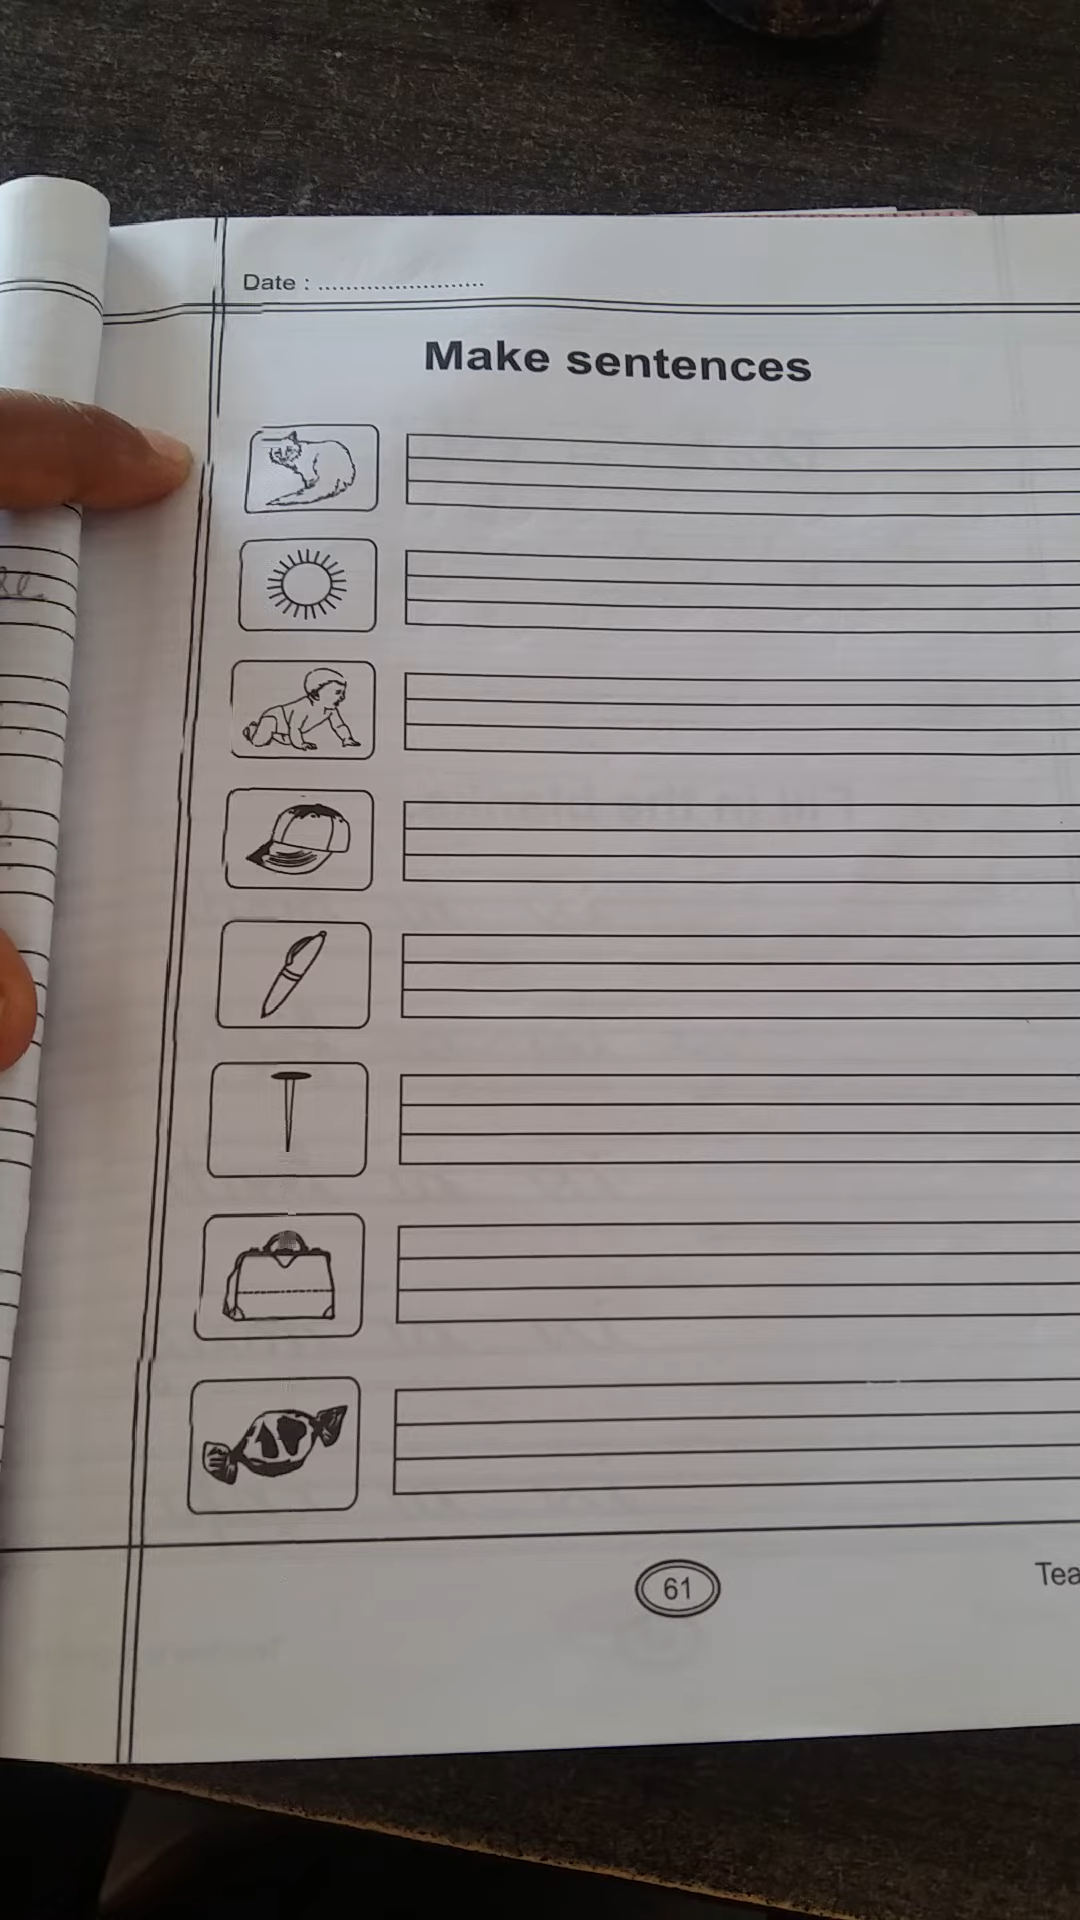 Date : ........................
Make sentences
61
Tea